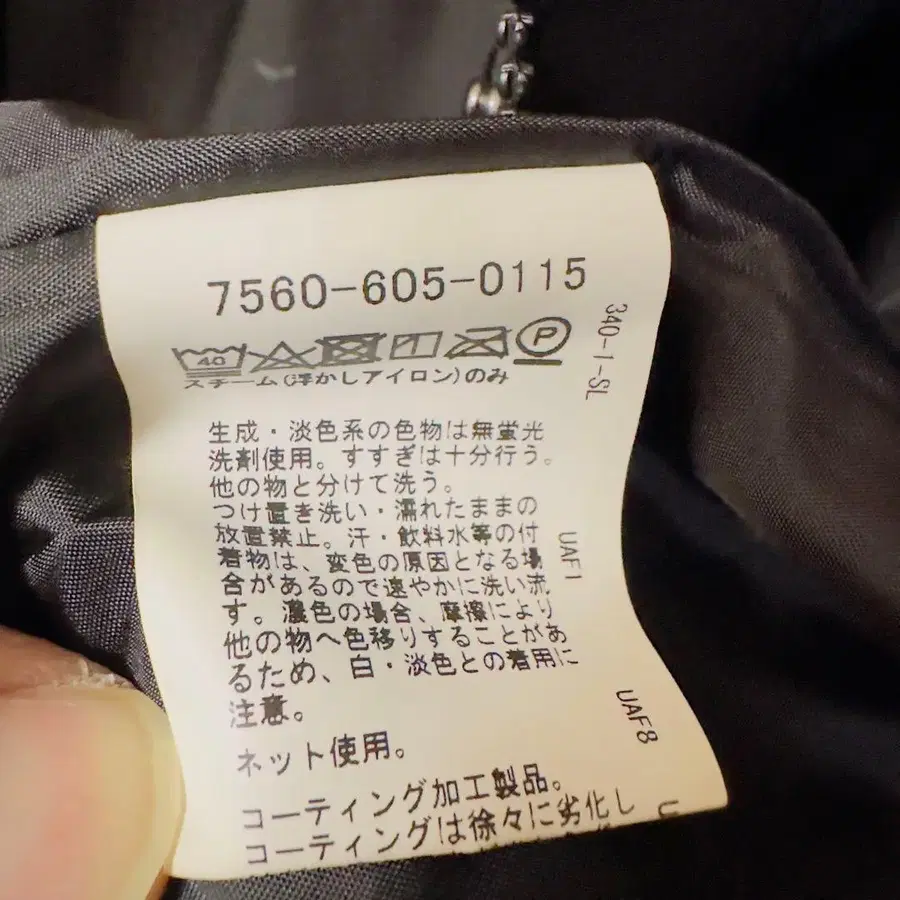 7560-605-0115
340-1-SL
40
P
スチーム(浮かしアイロン)のみ
生成・淡色系の色物は無蛍光
洗剤使用。すすぎは十分行う。
他の物と分けて洗う。
つけ置き洗い・濡れたままの
放置禁止。汗・飲料水等の付
着物は、変色の原因となる場
合があるので速やかに洗い流
す。濃色の場合、摩擦により
他の物へ色移りすることがあ
るため、白・淡色との着用に
注意。
ネット使用。
コーティング加工製品。
コーティングは徐々に劣化し
UAF1
UAF8